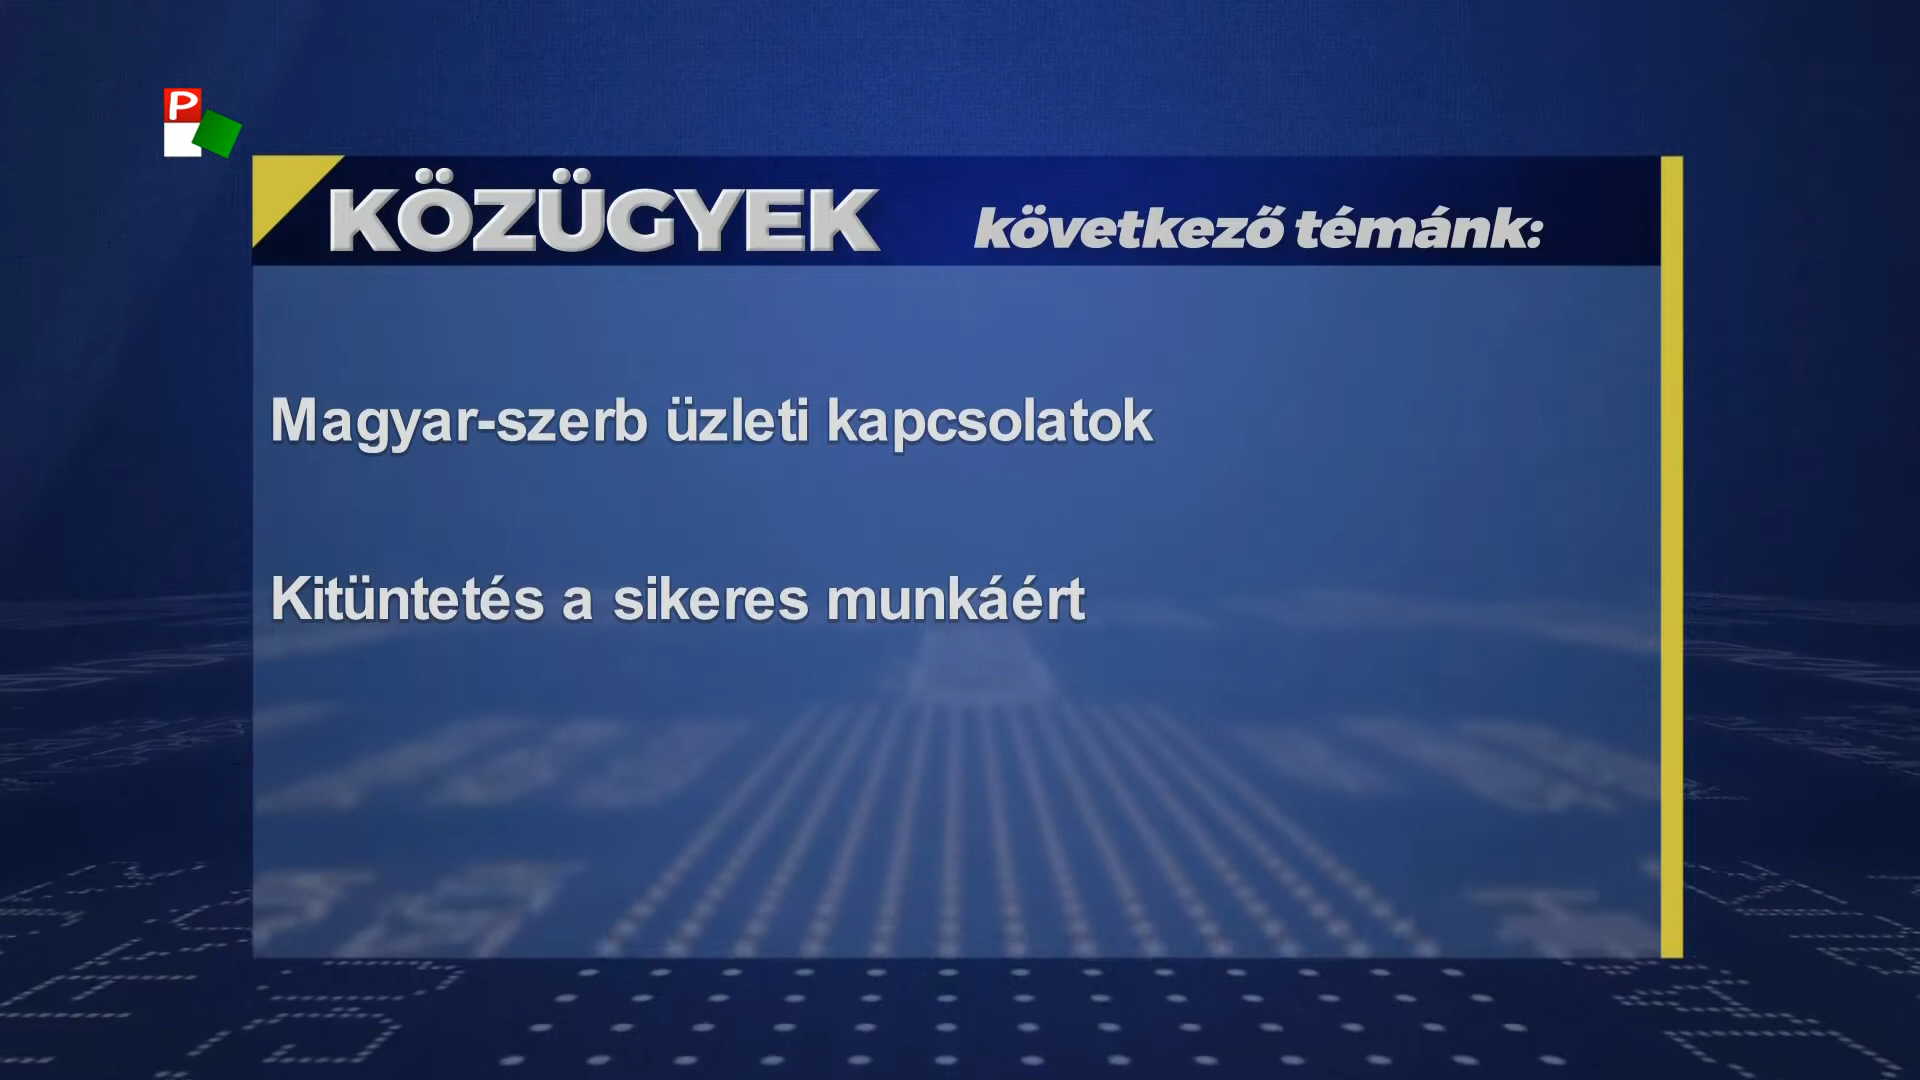 P
KÖZÜGYEK következő témánk:
Magyar-szerb üzleti kapcsolatok
Kitüntetés a sikeres munkáért